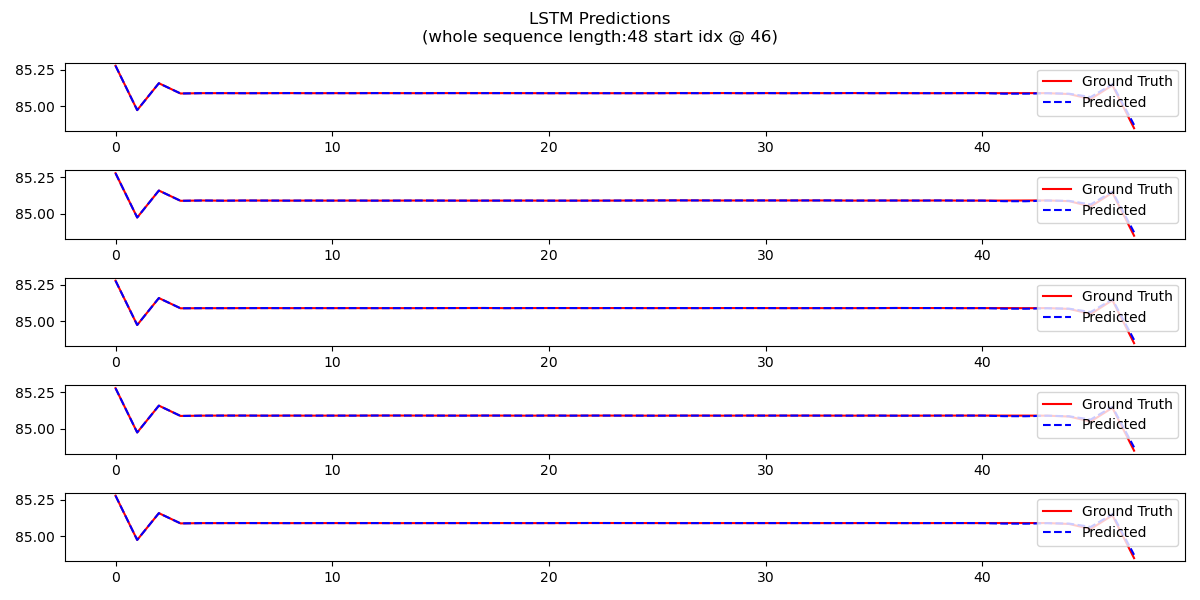 LSTM Predictions
(whole sequence length:48 start idx @ 46)
85.25
85.00
Ground Truth
Predicted
0 10 20 30 40
85.25
85.00
Ground Truth
Predicted
0 10 20 30 40
85.25
85.00
Ground Truth
Predicted
0 10 20 30 40
85.25
85.00
Ground Truth
Predicted
0 10 20 30 40
85.25
85.00
Ground Truth
Predicted
0 10 20 30 40